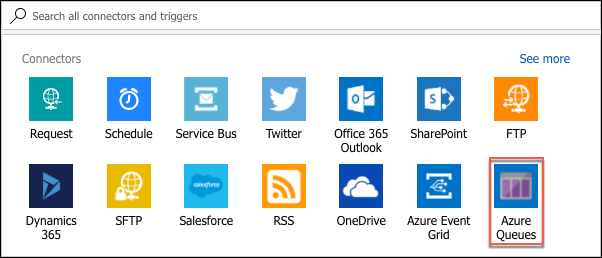 Search all connectors and triggers
Connectors
See more
Request
Schedule
Service Bus
Twitter
Office 365
Outlook
SharePoint
FTP
Dynamics
365
SFTP
salesforce
Salesforce
RSS
OneDrive
Azure Event
Grid
Azure
Queues